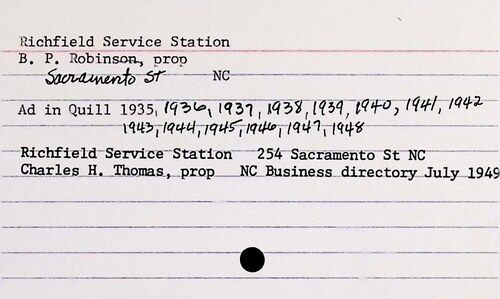 Richfield Service Station
B. P. Robinson, prop
Sacramento St NC
Ad in Quill 1935, 1936, 1937, 1938, 1939, 1940, 1941, 1942
1943, 1944, 1945, 1946, 1947, 1948
Richfield Service Station 254 Sacramento St NC
Charles H. Thomas, prop NC Business directory July 1949